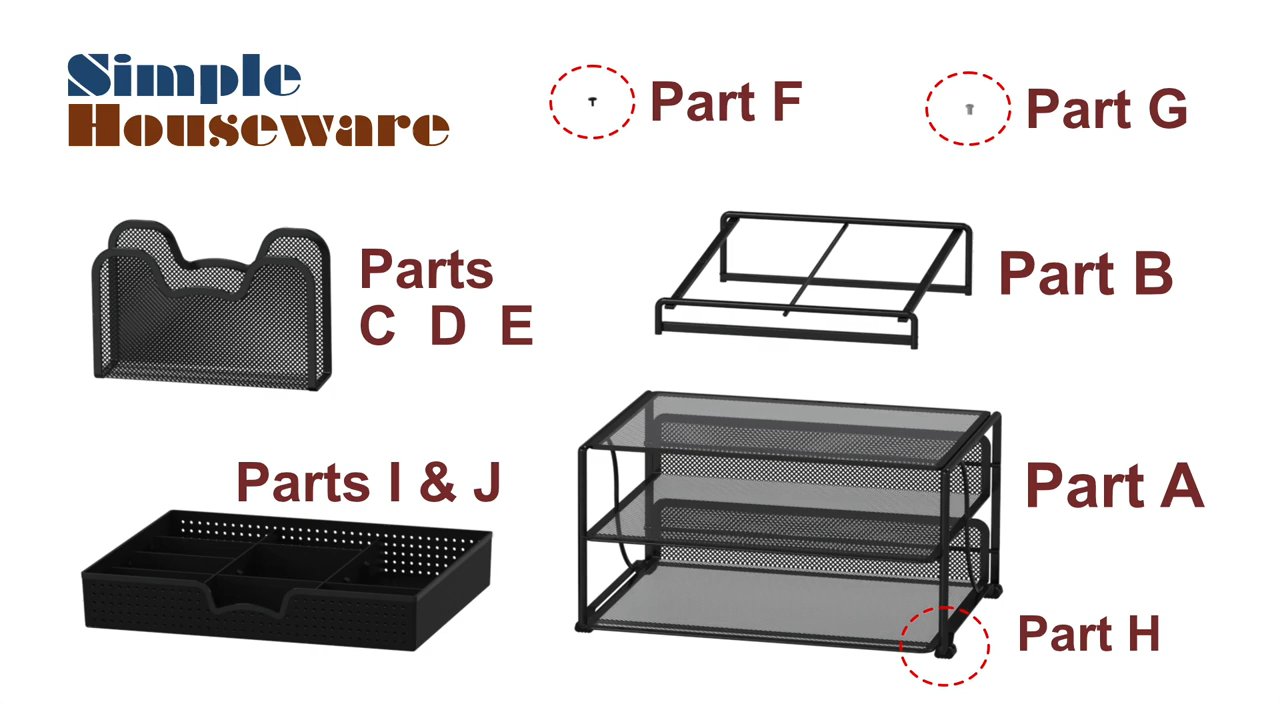 Simple
Houseware
Part F
Part G
Parts
C D E
Part B
Parts I & J
Part A
Part H